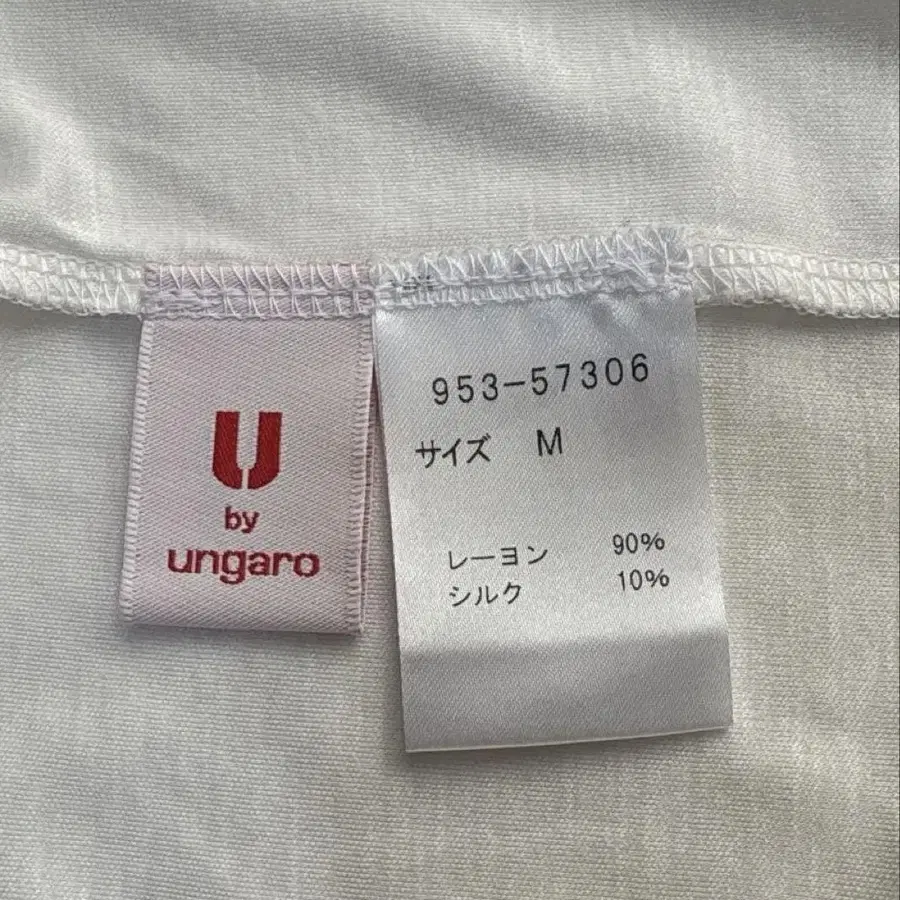 U
by
ungaro
953-57306
サイズ M
レーヨン 90%
シルク 10%